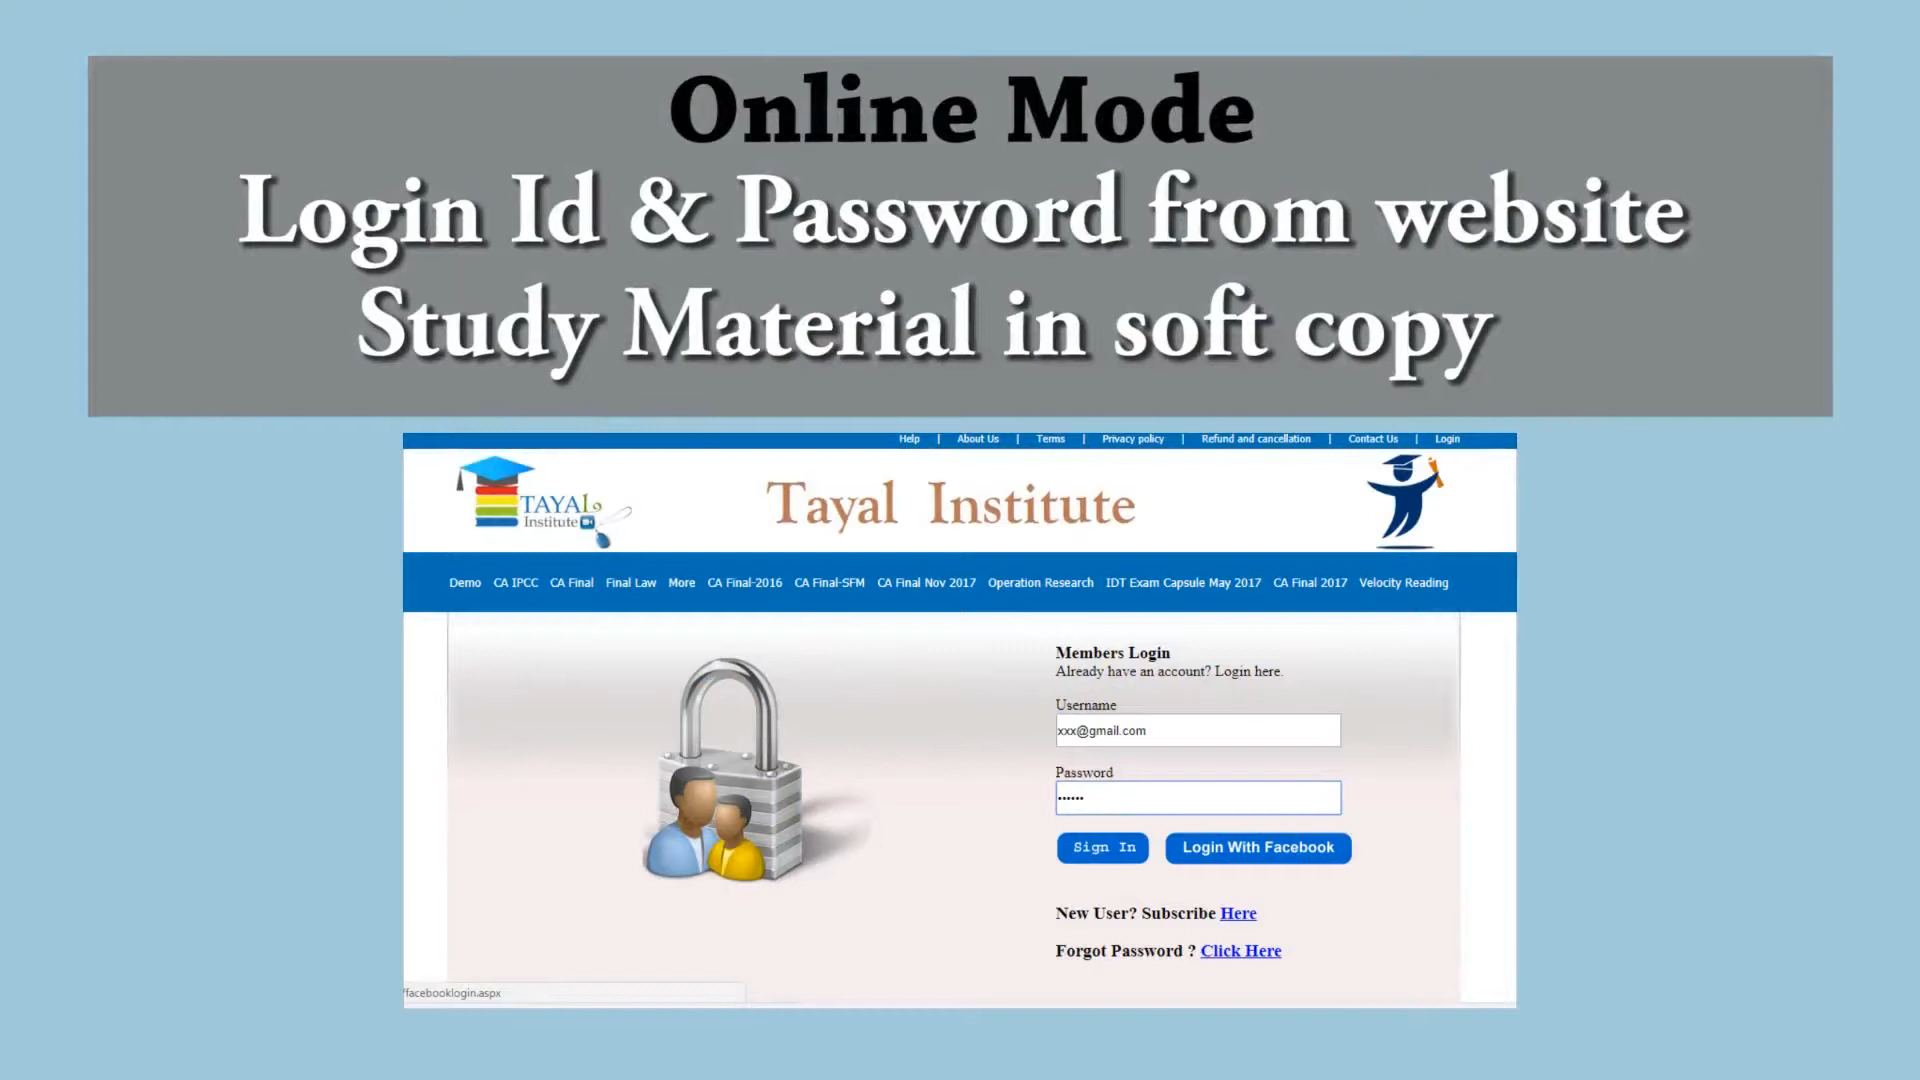 Online Mode
Login Id & Password from website
Study Material in soft copy
Help | About Us | Terms | Privacy policy | Refund and cancellation | Contact Us | Login
TAYAL
Institute
Tayal Institute
Demo CA IPCC CA Final Final Law More CA Final-2016 CA Final-SFM CA Final Nov 2017 Operation Research IDT Exam Capsule May 2017 CA Final 2017 Velocity Reading
Members Login
Already have an account? Login here.
Username
xxx@gmail.com
Password
••••••
Sign In Login With Facebook
New User? Subscribe Here
Forgot Password ? Click Here
/facebooklogin.aspx